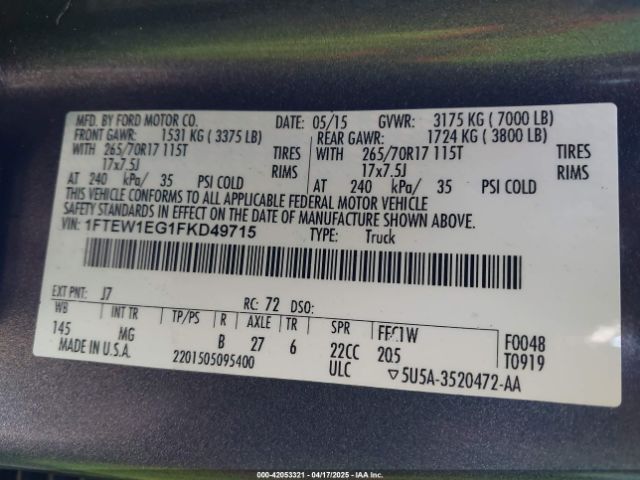 MFD. BY FORD MOTOR CO. DATE: 05/15 GVWR: 3175 KG ( 7000 LB)
FRONT GAWR: 1531 KG ( 3375 LB) REAR GAWR: 1724 KG ( 3800 LB)
WITH 265/70R17 115T TIRES WITH 265/70R17 115T TIRES
17x7.5J RIMS 17x7.5J RIMS
AT 240 kPa/ 35 PSI COLD AT 240 kPa/ 35 PSI COLD
THIS VEHICLE CONFORMS TO ALL APPLICABLE FEDERAL MOTOR VEHICLE
SAFETY STANDARDS IN EFFECT ON THE DATE OF MANUFACTURE SHOWN ABOVE.
VIN: 1FTEW1EG1FKD49715 TYPE: Truck
EXT PNT: J7 RC: 72 DSO:
WB INT TR TP/PS R AXLE TR SPR F0048
145 MG B 27 6 22CC 20.5 T0919
MADE IN U.S.A. 2201505095400 ULC ▽5U5A-3520472-AA
000-42053321 - 04/17/2025 - IAA Inc.